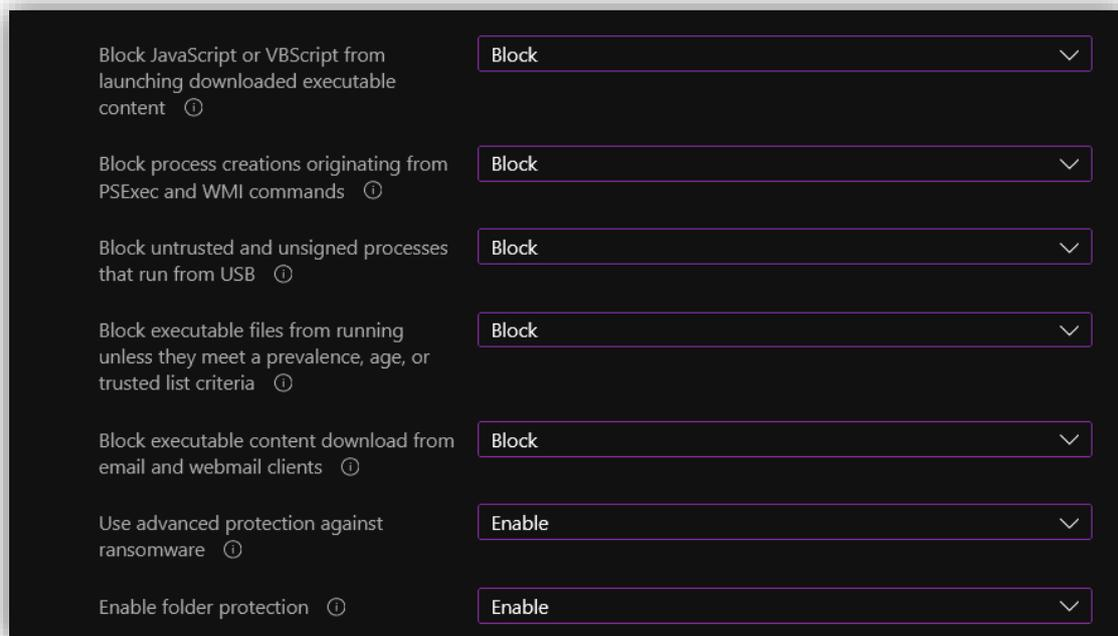 Block JavaScript or VBScript from
launching downloaded executable
content
Block
Block process creations originating from
PSExec and WMI commands
Block
Block untrusted and unsigned processes
that run from USB
Block
Block executable files from running
unless they meet a prevalence, age, or
trusted list criteria
Block
Block executable content download from
email and webmail clients
Block
Use advanced protection against
ransomware
Enable
Enable folder protection
Enable